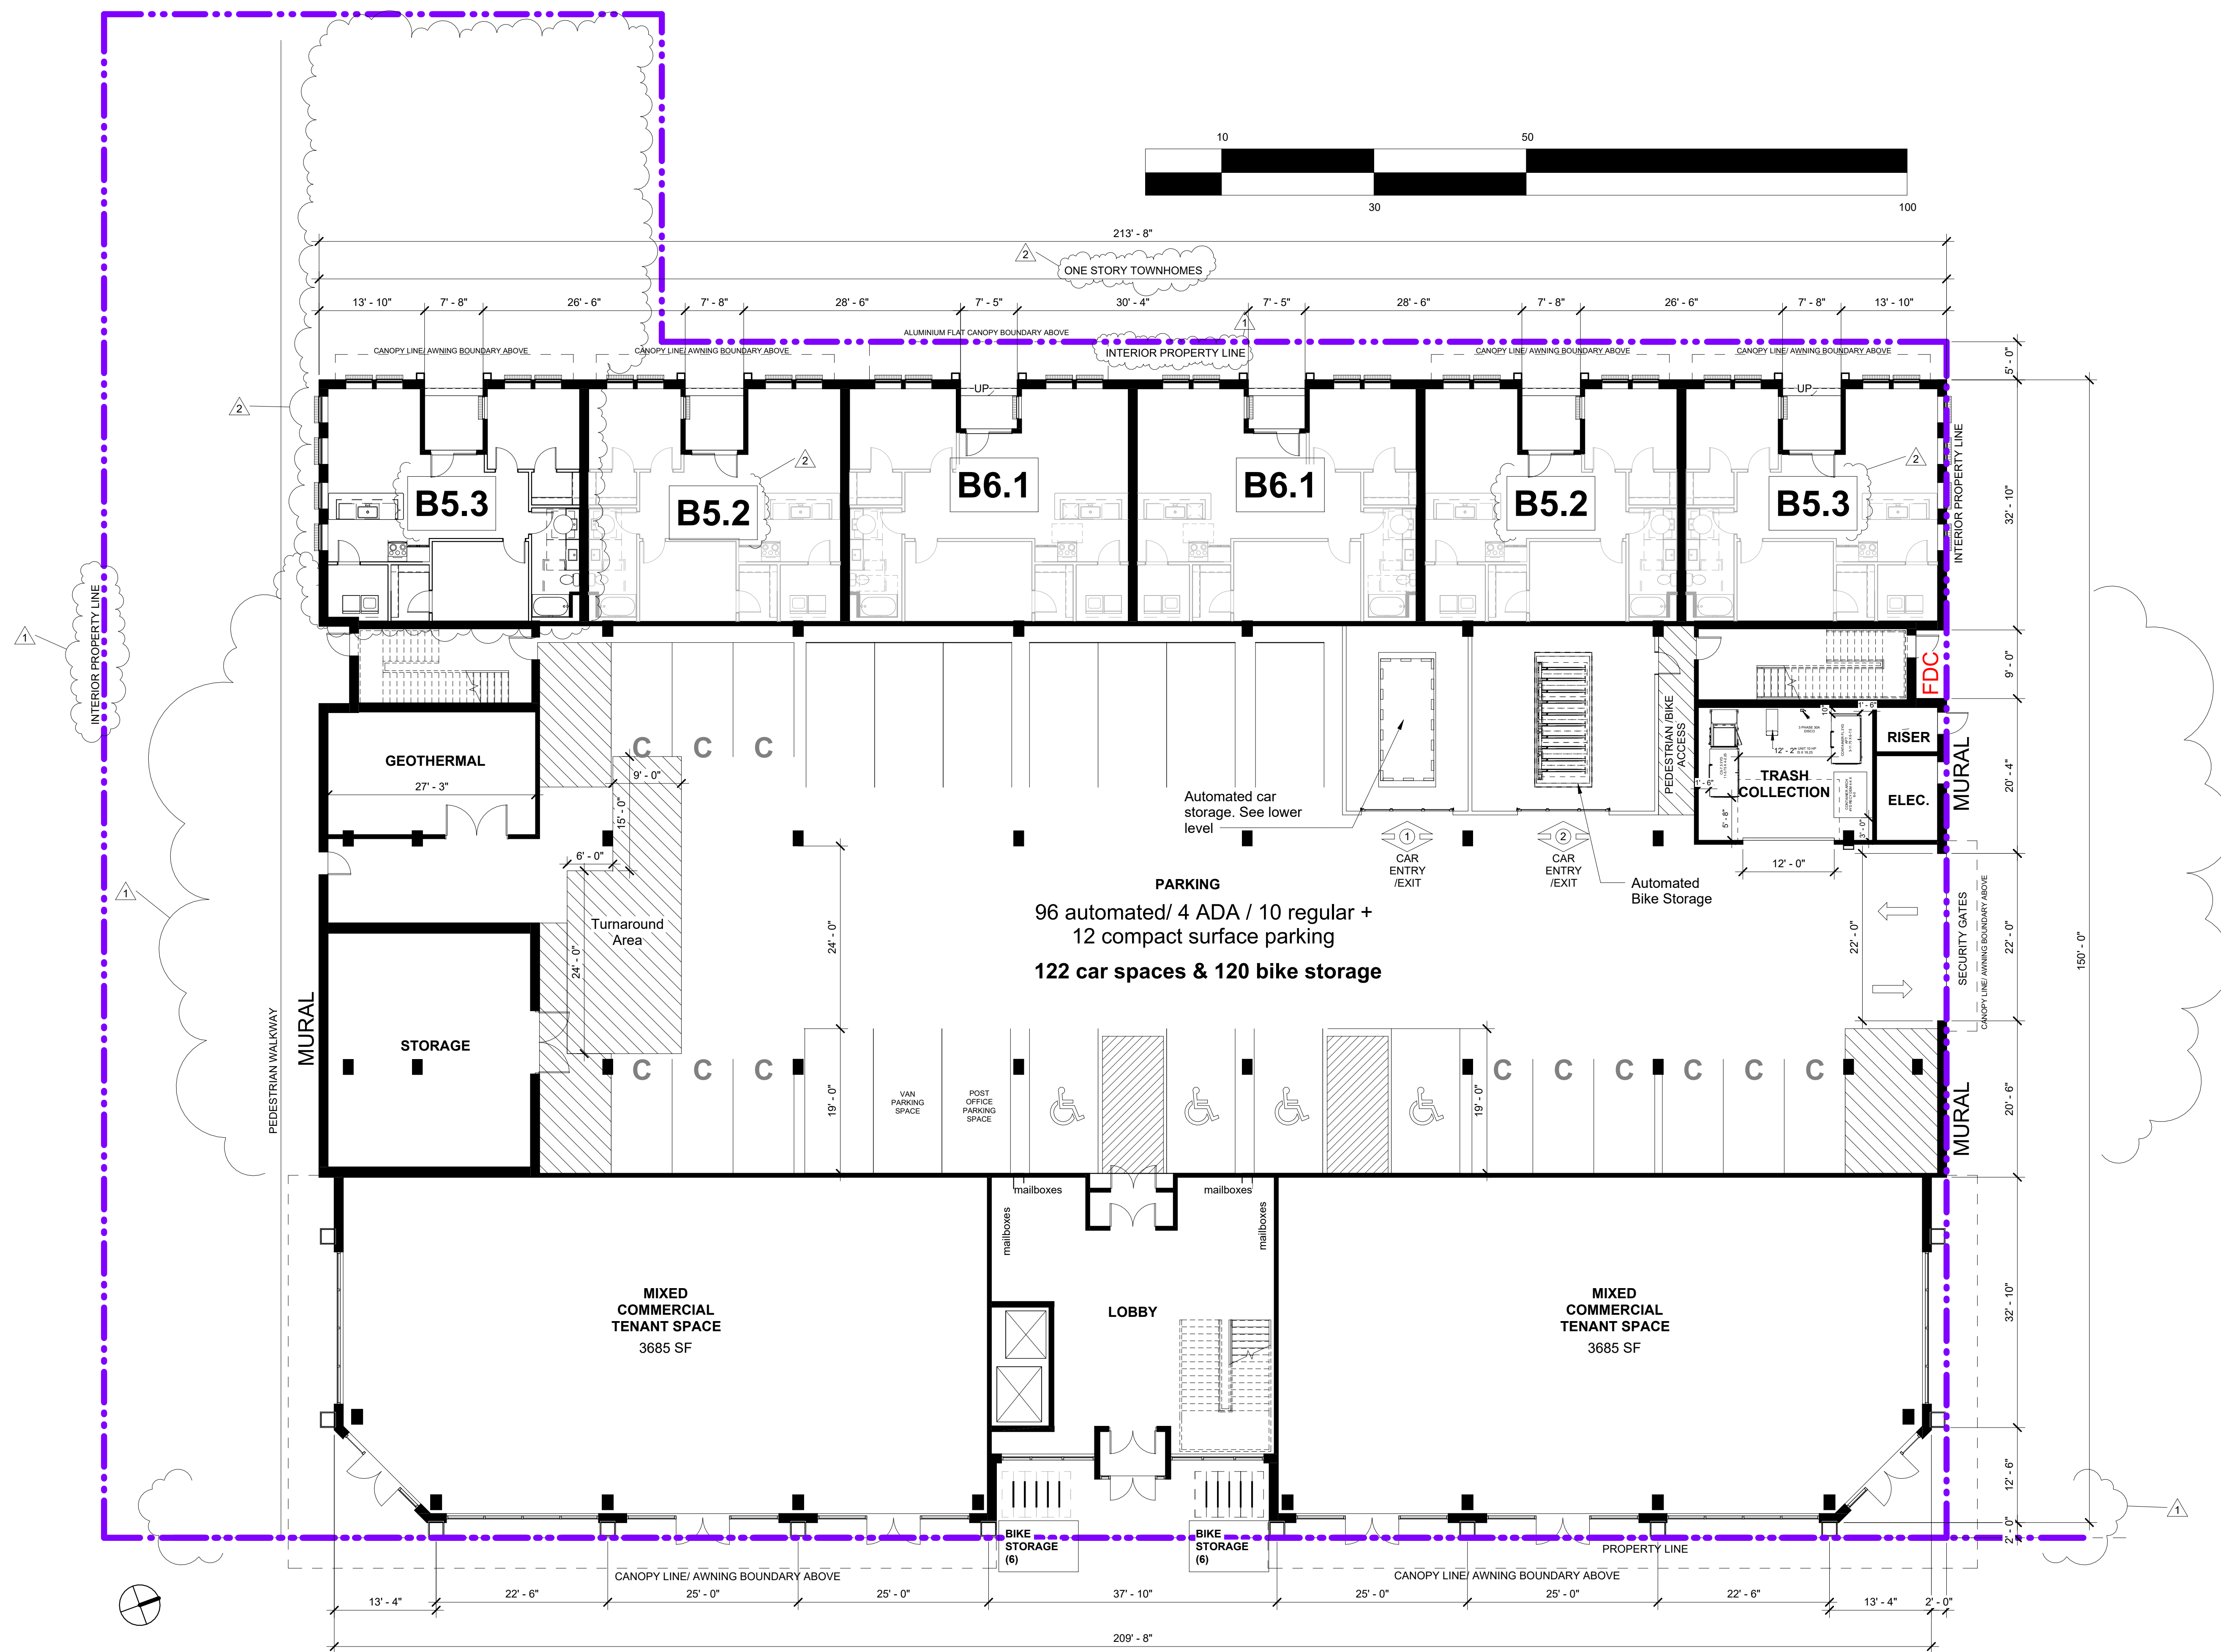 10
50
30
100
213' - 8"
2
ONE STORY TOWNHOMES
13' - 10"
7' - 8"
26' - 6"
7' - 8"
28' - 6"
7' - 5"
30' - 4"
7' - 5"
28' - 6"
7' - 8"
26' - 6"
7' - 8"
13' - 10"
1
ALUMINIUM FLAT CANOPY BOUNDARY ABOVE
CANOPY LINE/ AWNING BOUNDARY ABOVE
CANOPY LINE/ AWNING BOUNDARY ABOVE
INTERIOR PROPERTY LINE
CANOPY LINE/ AWNING BOUNDARY ABOVE
CANOPY LINE/ AWNING BOUNDARY ABOVE
5' - 0"
UP
UP
2
2
2
B5.3
B5.2
B6.1
B6.1
B5.2
B5.3
INTERIOR PROPERTY LINE
32' - 10"
1
INTERIOR PROPERTY LINE
FDC
9' - 0"
PEDESTRIAN /BIKE
ACCESS
GEOTHERMAL
27' - 3"
C
C
C
9' - 0"
15' - 0"
6' - 0"
Automated car
storage. See lower
level
1
CAR
ENTRY
/EXIT
2
CAR
ENTRY
/EXIT
Automated
Bike Storage
10"
1' - 6"
3 PHASE 30A
DISCO
12' - 2"
1' - 6"
TRASH
COLLECTION
5' - 8"
3' - 0"
12' - 0"
RISER
ELEC.
MURAL
20' - 4"
1
Turnaround
Area
24' - 0"
24' - 0"
PARKING
96 automated/ 4 ADA / 10 regular +
12 compact surface parking
122 car spaces & 120 bike storage
22' - 0"
SECURITY GATES
CANOPY LINE/ AWNING BOUNDARY ABOVE
22' - 0"
150' - 0"
PEDESTRIAN WALKWAY
MURAL
STORAGE
C
C
C
19' - 0"
VAN
PARKING
SPACE
POST
OFFICE
PARKING
SPACE
19' - 0"
C
C
C
C
C
C
MURAL
20' - 6"
mailboxes
mailboxes
mailboxes
mailboxes
MIXED
COMMERCIAL
TENANT SPACE
3685 SF
LOBBY
MIXED
COMMERCIAL
TENANT SPACE
3685 SF
32' - 10"
12' - 6"
2' - 0"
1
BIKE
STORAGE
(6)
BIKE
STORAGE
(6)
PROPERTY LINE
CANOPY LINE/ AWNING BOUNDARY ABOVE
CANOPY LINE/ AWNING BOUNDARY ABOVE
13' - 4"
22' - 6"
25' - 0"
25' - 0"
37' - 10"
25' - 0"
25' - 0"
22' - 6"
13' - 4"
2' - 0"
209' - 8"